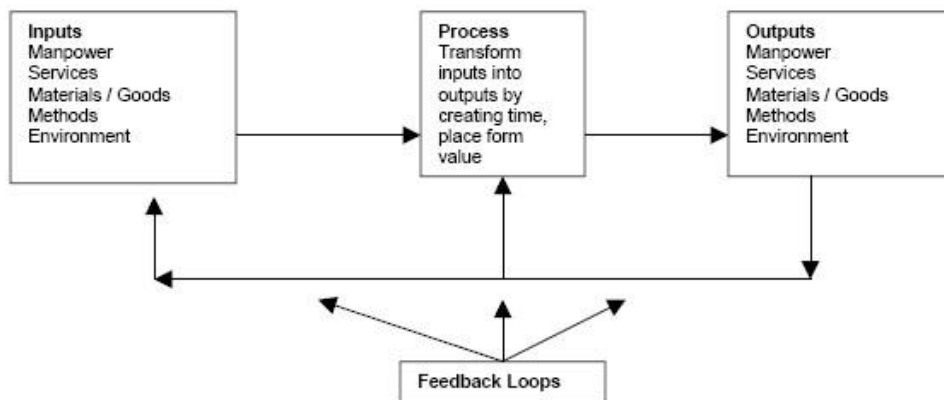 Inputs
Manpower
Services
Materials / Goods
Methods
Environment
Process
Transform
inputs into
outputs by
creating time,
place form
value
Outputs
Manpower
Services
Materials / Goods
Methods
Environment
Feedback Loops